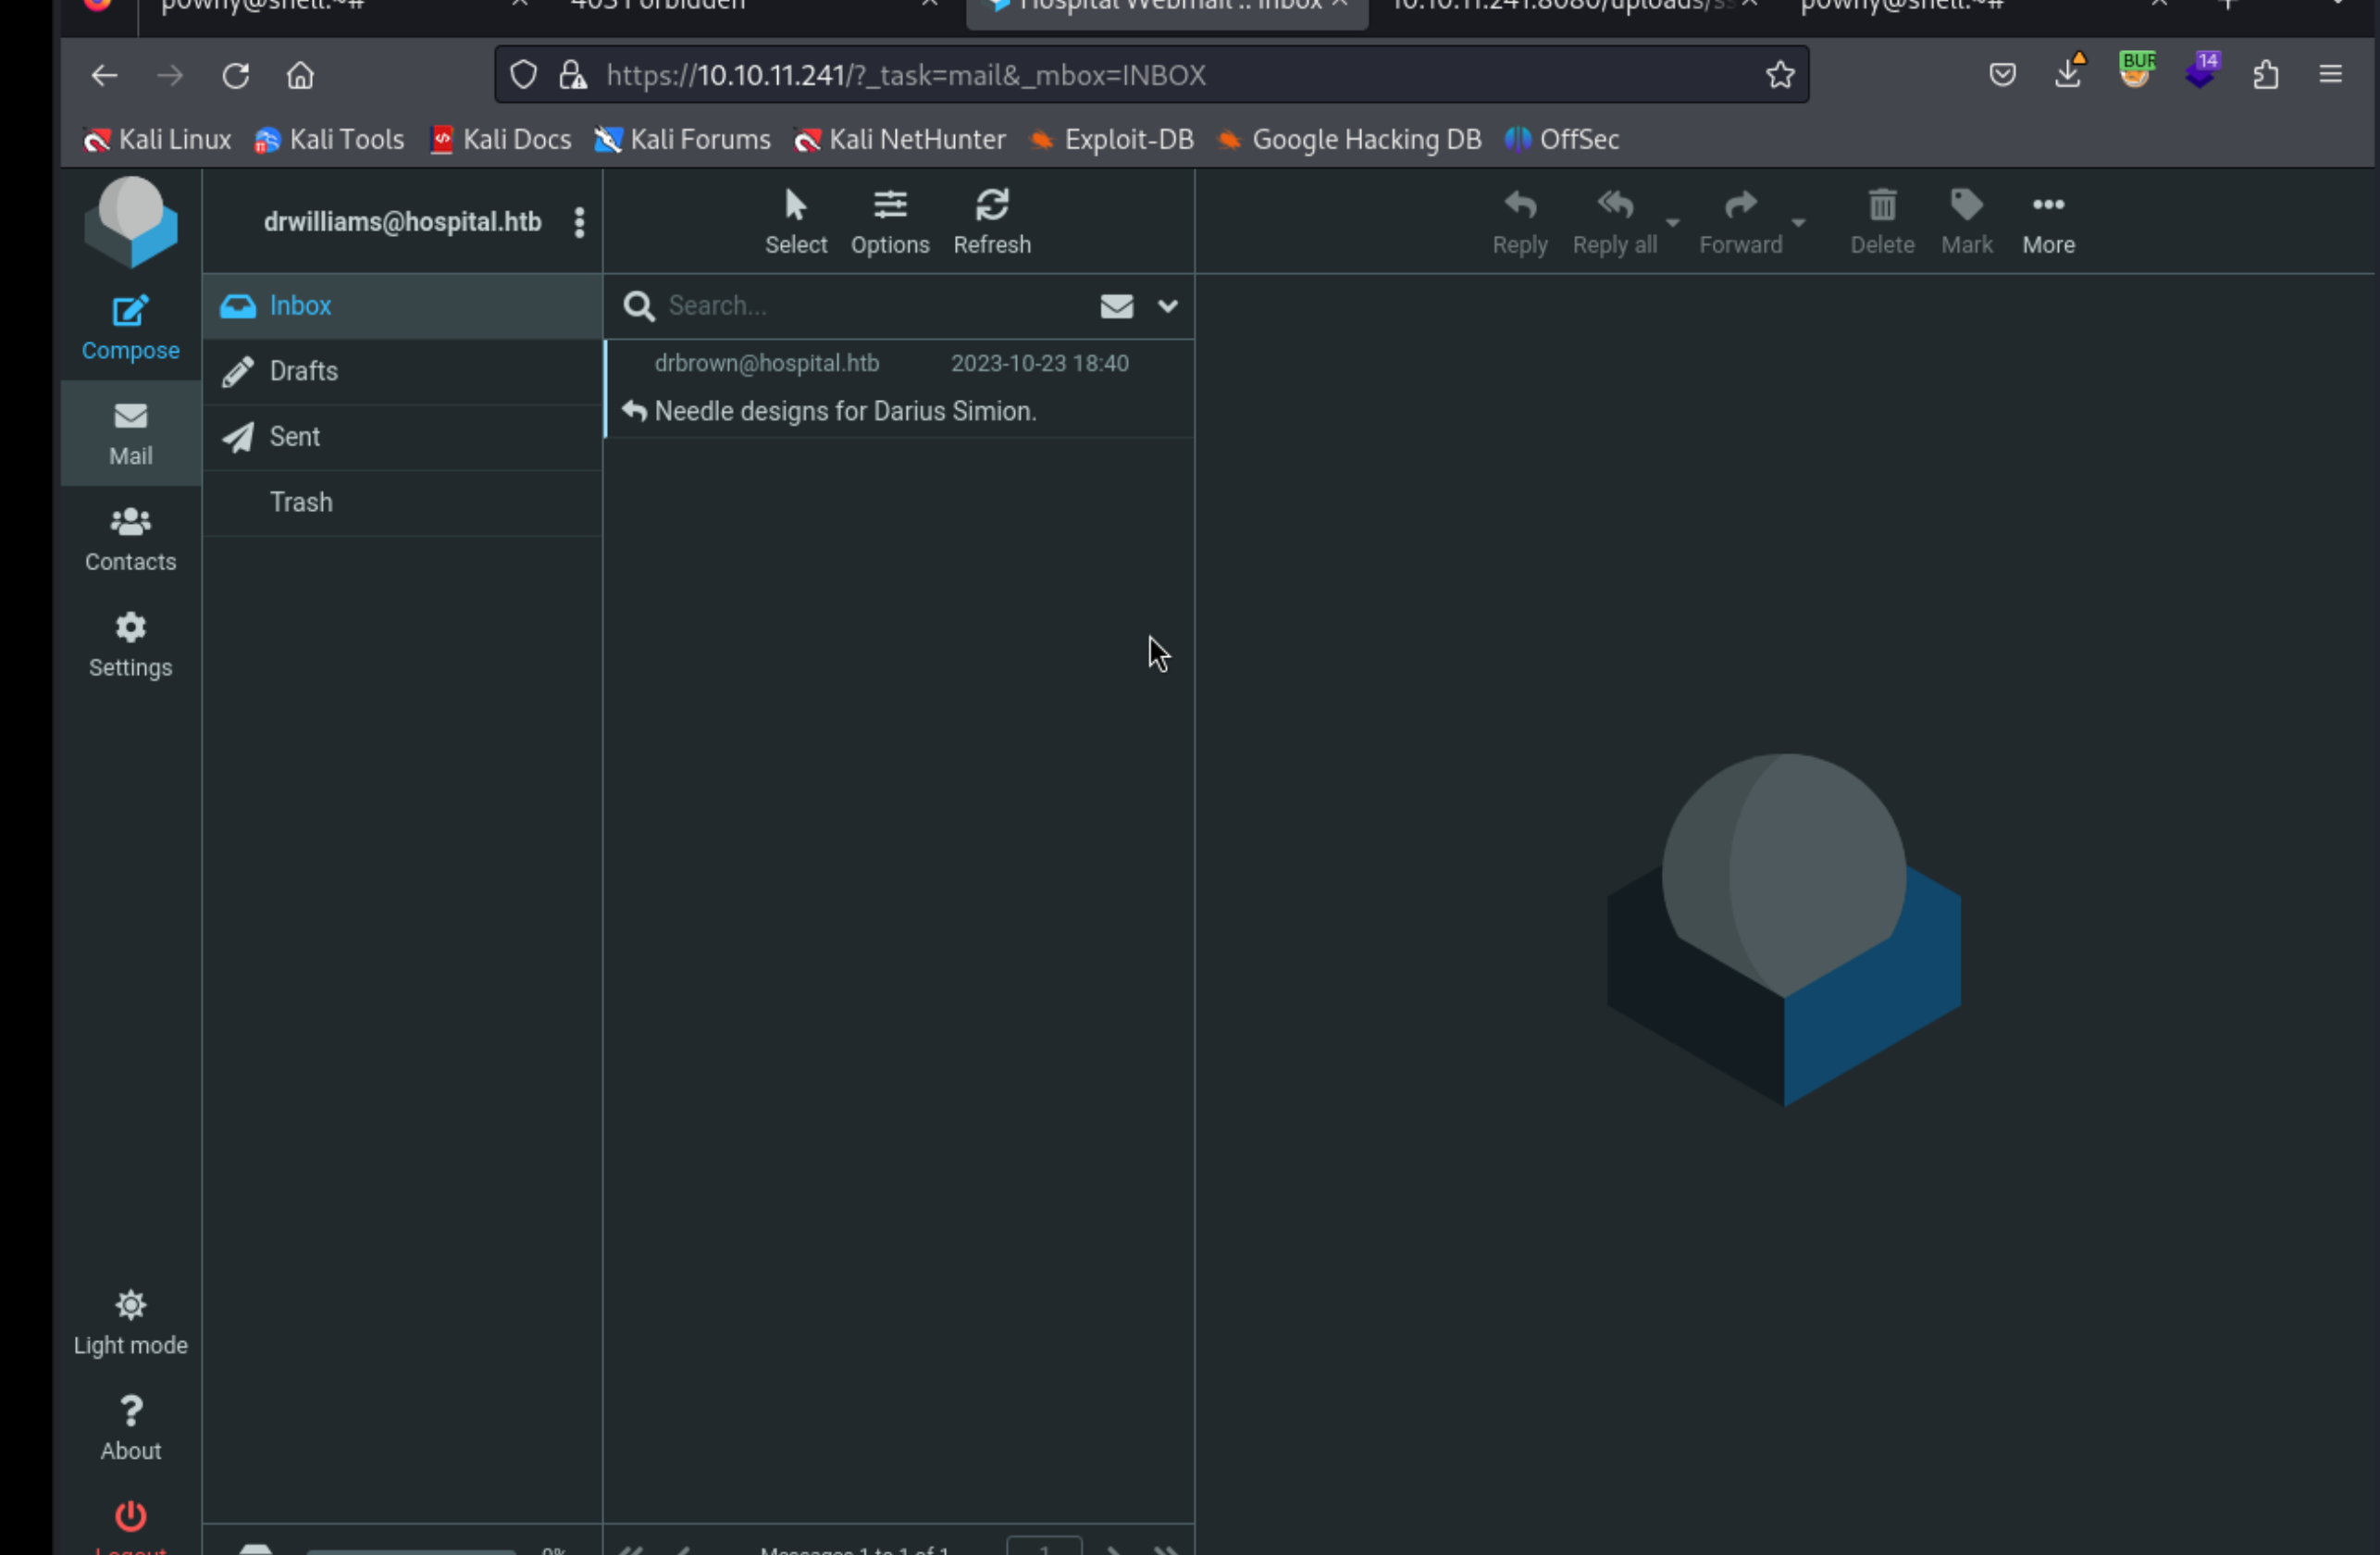 powny@shell:~# 403 Forbidden Hospital Webmail :: Inbox 10.10.11.241:8080/uploads/ powny@shell:~#
https://10.10.11.241/?_task=mail&_mbox=INBOX
BUR
14
Kali Linux Kali Tools Kali Docs Kali Forums Kali NetHunter Exploit-DB Google Hacking DB OffSec
drwilliams@hospital.htb
Select Options Refresh
Reply Reply all Forward Delete Mark More
Compose
Mail
Contacts
Settings
Light mode
About
Logout
Inbox
Drafts
Sent
Trash
Search...
drbrown@hospital.htb 2023-10-23 18:40
Needle designs for Darius Simion.
0%
Messages 1 to 1 of 1
1